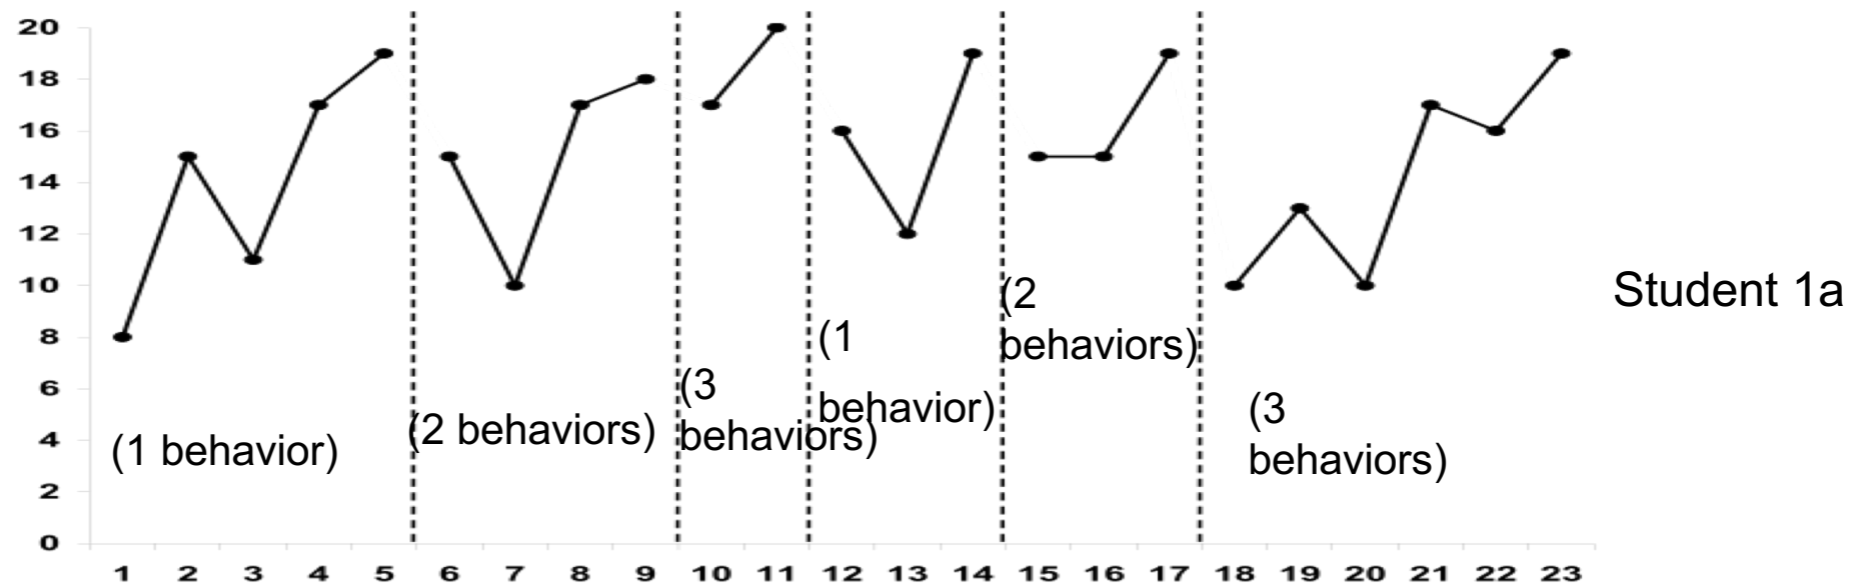 20
18
16
14
12
10
8
6
4
2
0
(1 behavior)
(2 behaviors)
(3
behaviors)
(1
behavior)
(2
behaviors)
(3
behaviors)
Student 1a
1 2 3 4 5 6 7 8 9 10 11 12 13 14 15 16 17 18 19 20 21 22 23